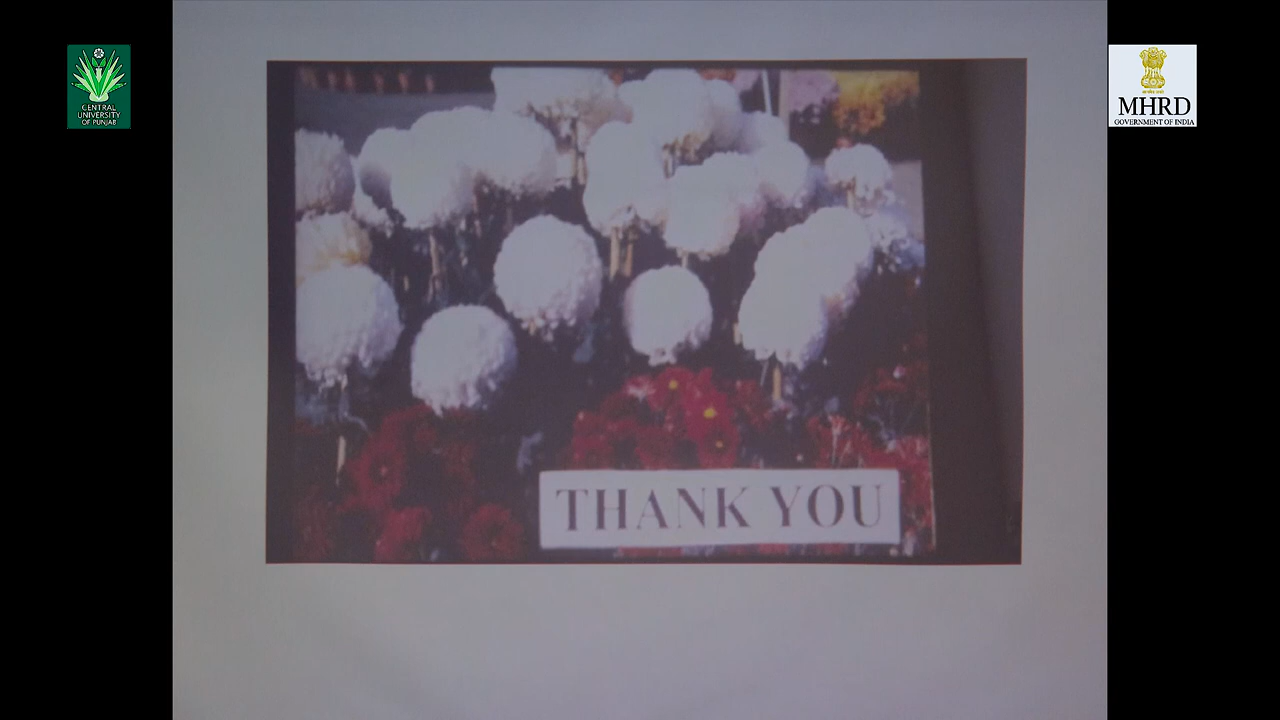 CENTRAL
UNIVERSITY
OF PUNJAB
MHRD
GOVERNMENT OF INDIA
THANK YOU